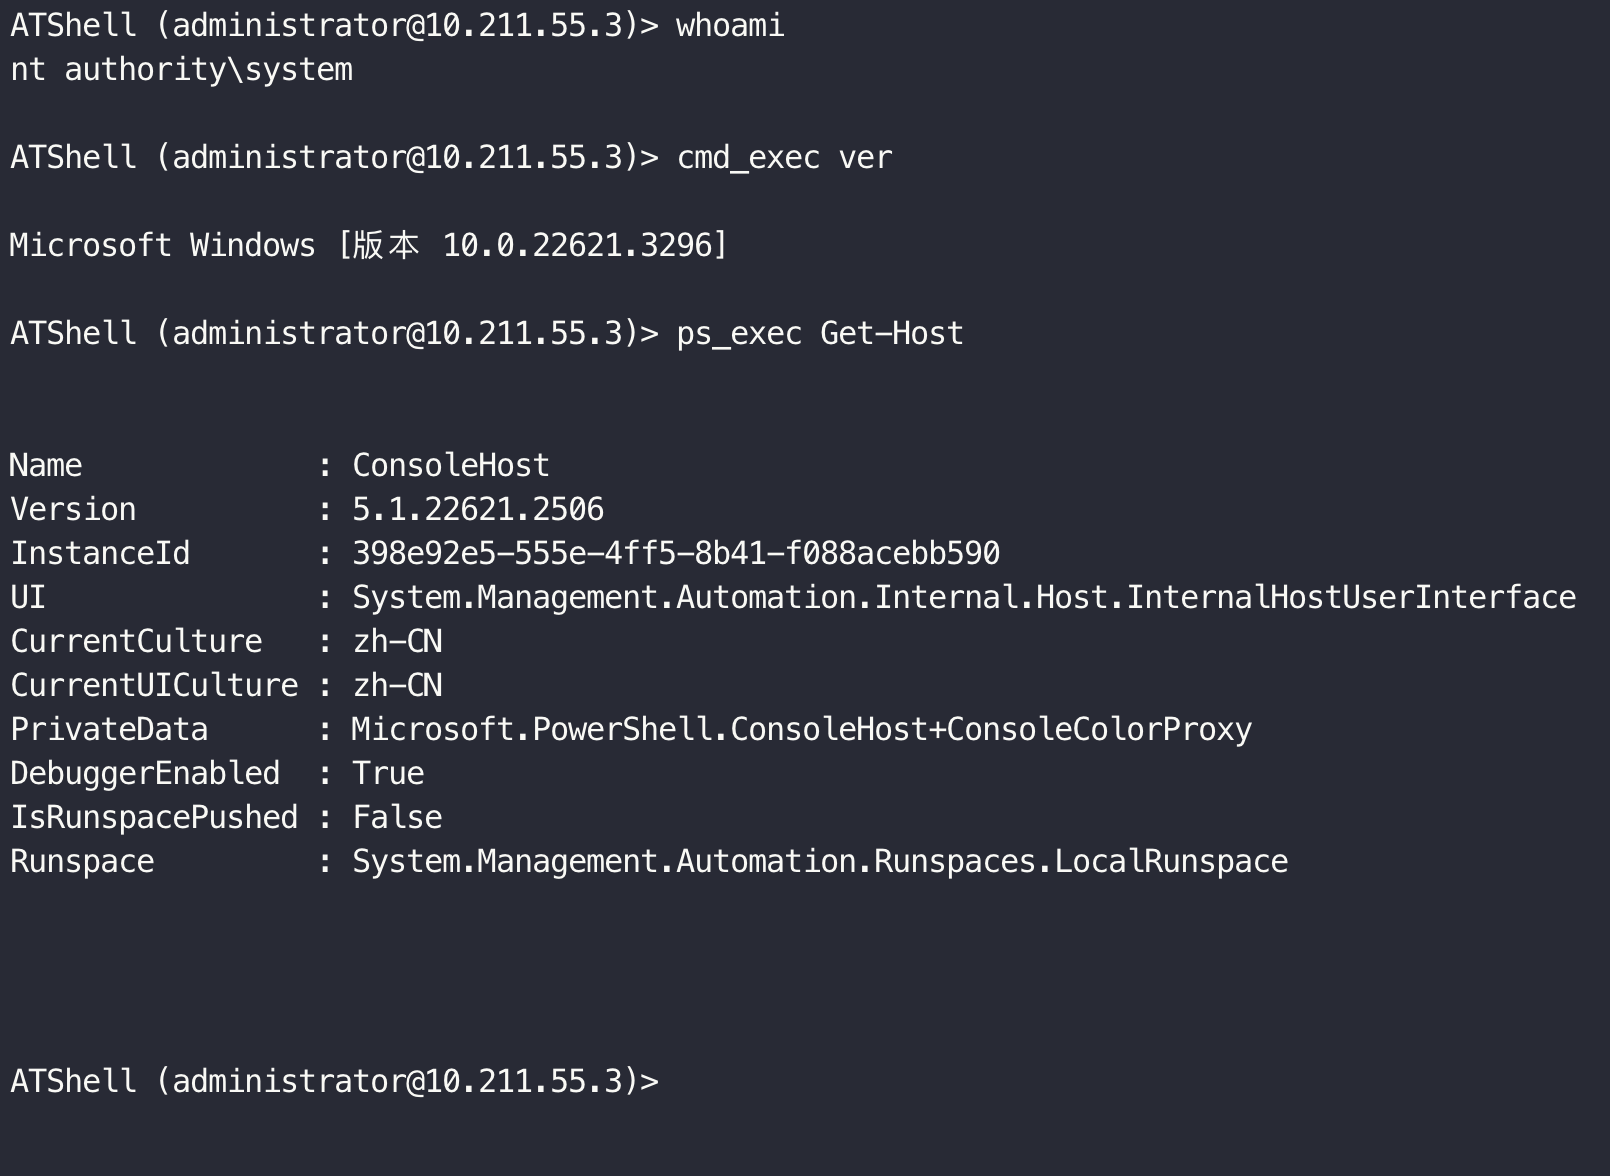 ATShell (administrator@10.211.55.3)> whoami
nt authority\system
ATShell (administrator@10.211.55.3)> cmd_exec ver
Microsoft Windows [版本 10.0.22621.3296]
ATShell (administrator@10.211.55.3)> ps_exec Get-Host
Name             : ConsoleHost
Version          : 5.1.22621.2506
InstanceId       : 398e92e5-555e-4ff5-8b41-f088acebb590
UI               : System.Management.Automation.Internal.Host.InternalHostUserInterface
CurrentCulture   : zh-CN
CurrentUICulture : zh-CN
PrivateData      : Microsoft.PowerShell.ConsoleHost+ConsoleColorProxy
DebuggerEnabled  : True
IsRunspacePushed : False
Runspace         : System.Management.Automation.Runspaces.LocalRunspace
ATShell (administrator@10.211.55.3)>